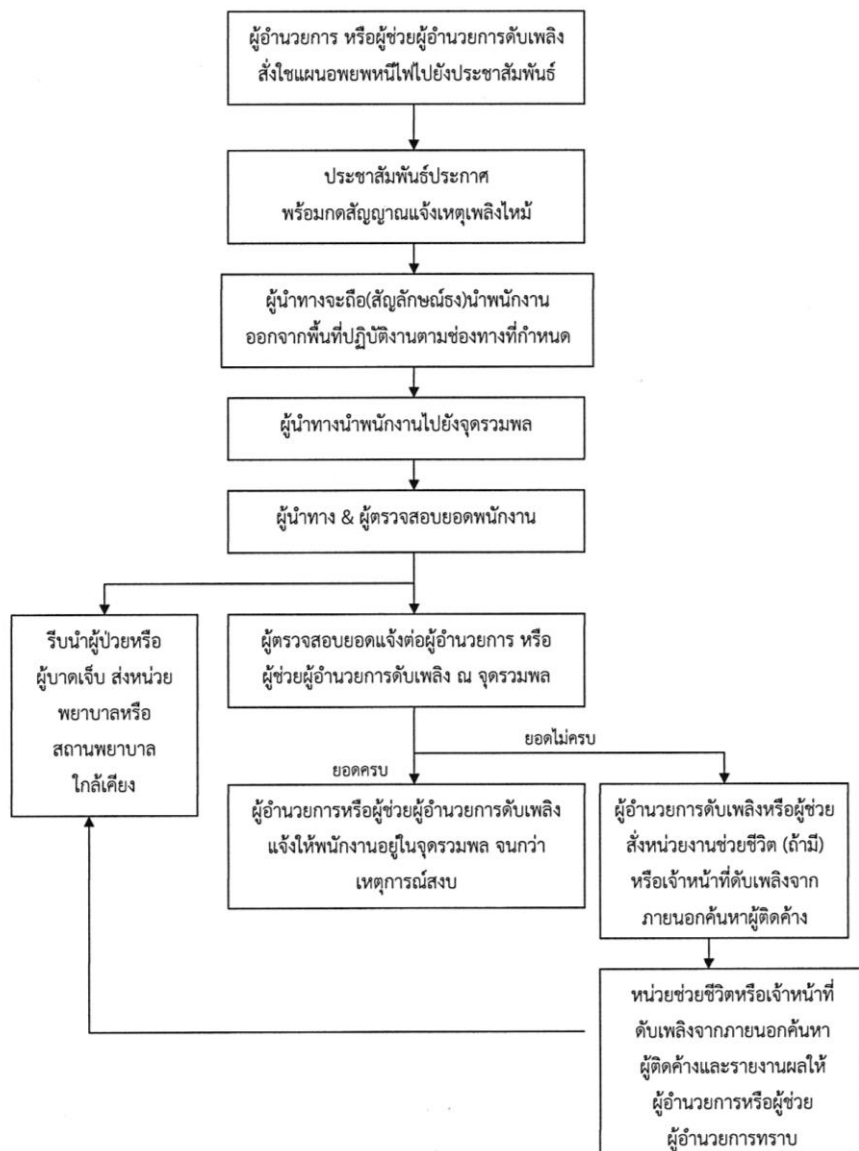 ผู้อำนวยการ หรือผู้ช่วยผู้อำนวยการดับเพลิง
สั่งใช้แผนอพยพหนีไฟไปยังประชาสัมพันธ์
ประชาสัมพันธ์ประกาศ
พร้อมกดสัญญาณแจ้งเหตุเพลิงไหม้
ผู้นำทางจะถือ(สัญลักษณ์ธง)นำพนักงาน
ออกจากพื้นที่ปฏิบัติงานตามช่องทางที่กำหนด
ผู้นำทางนำพนักงานไปยังจุดรวมพล
ผู้นำทาง & ผู้ตรวจสอบยอดพนักงาน
รีบนำผู้ป่วยหรือ
ผู้บาดเจ็บ ส่งหน่วย
พยาบาลหรือ
สถานพยาบาล
ใกล้เคียง
ผู้ตรวจสอบยอดแจ้งต่อผู้อำนวยการ หรือ
ผู้ช่วยผู้อำนวยการดับเพลิง ณ จุดรวมพล
ยอดครบ
ยอดไม่ครบ
ผู้อำนวยการหรือผู้ช่วยผู้อำนวยการดับเพลิง
แจ้งให้พนักงานอยู่ในจุดรวมพล จนกว่า
เหตุการณ์สงบ
ผู้อำนวยการดับเพลิงหรือผู้ช่วย
สั่งหน่วยงานช่วยชีวิต (ถ้ามี)
หรือเจ้าหน้าที่ดับเพลิงจาก
ภายนอกค้นหาผู้ติดค้าง
หน่วยช่วยชีวิตหรือเจ้าหน้าที่
ดับเพลิงจากภายนอกค้นหา
ผู้ติดค้างและรายงานผลให้
ผู้อำนวยการหรือผู้ช่วย
ผู้อำนวยการทราบ